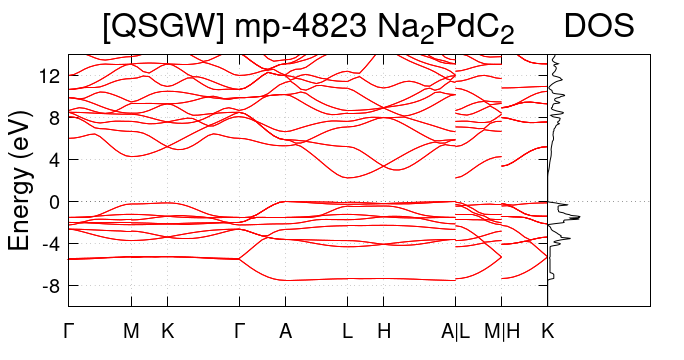 [QSGW] mp-4823 Na₂PdC₂ DOS
Energy (eV)
12
8
4
0
-4
-8
Γ M K Γ A L H A|L M|H K